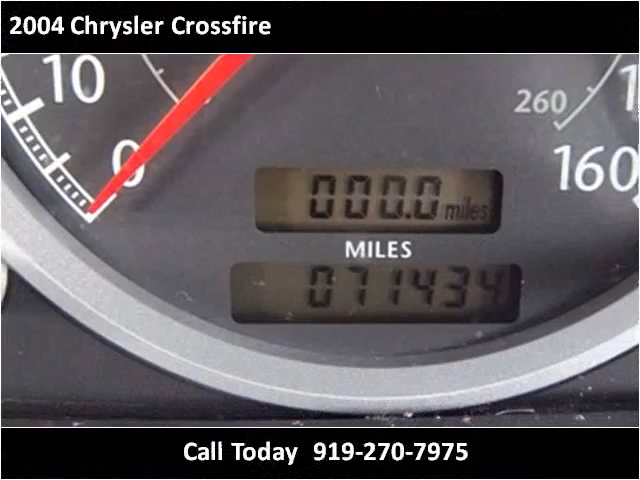 2004 Chrysler Crossfire
10
260
0
160
000.0 miles
MILES
071434
Call Today 919-270-7975